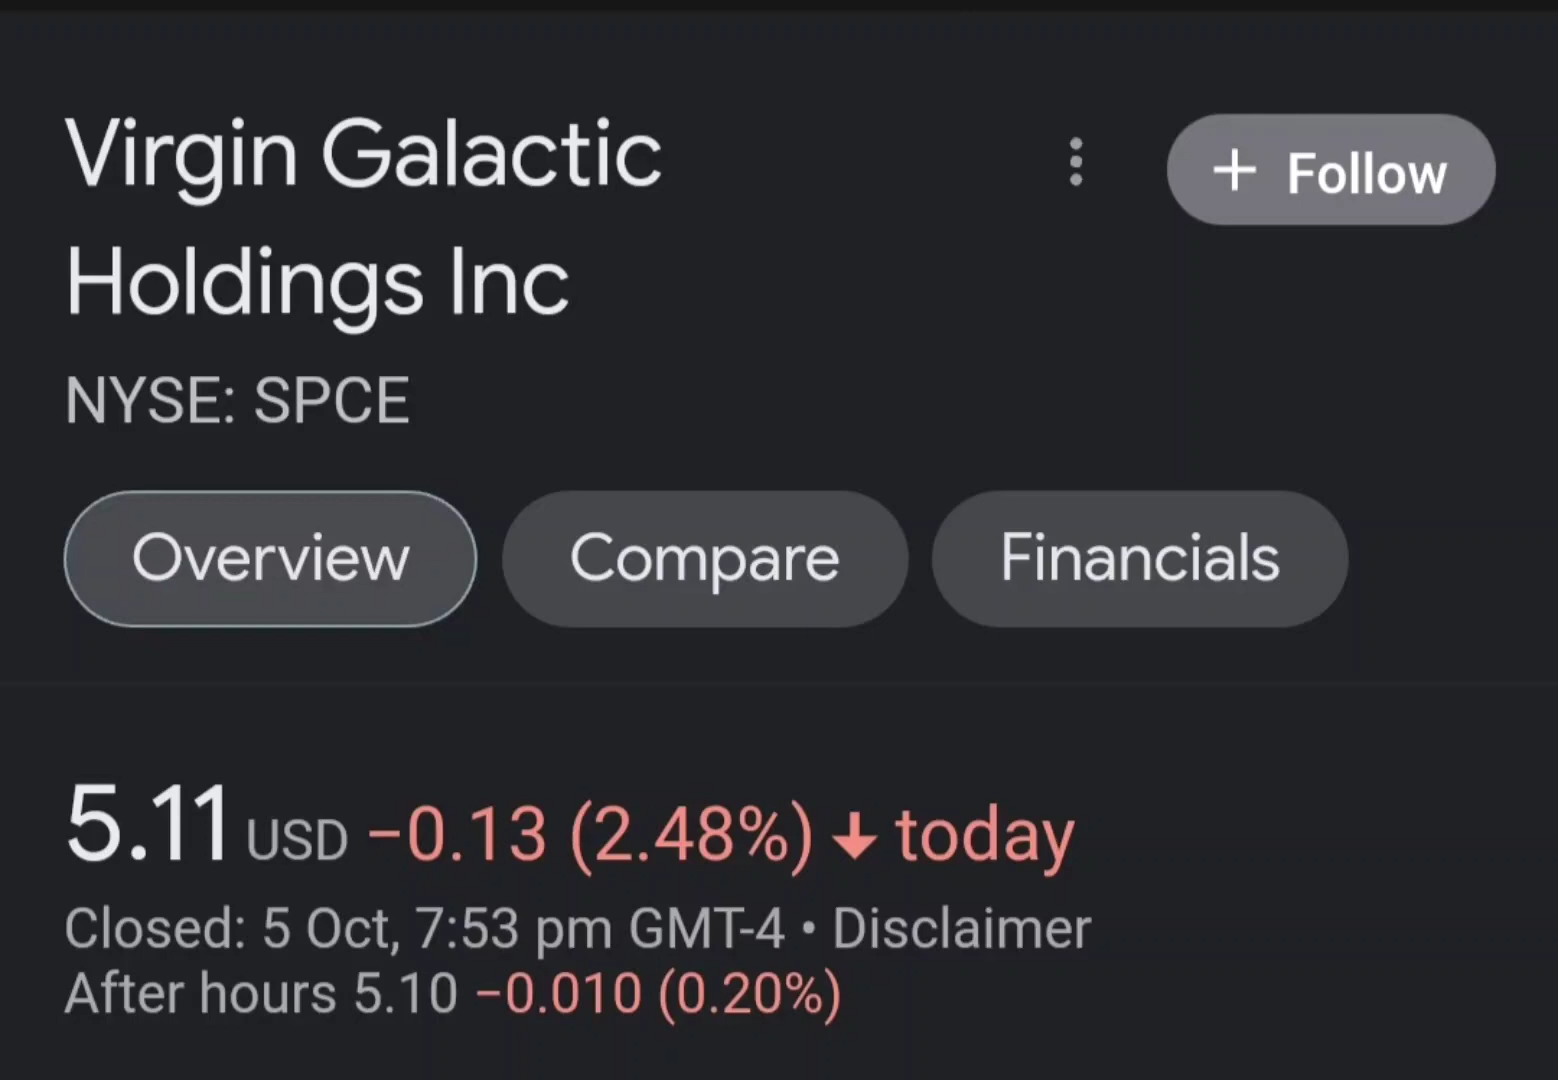 Virgin Galactic
Holdings Inc
+ Follow
NYSE: SPCE
Overview Compare Financials
5.11 USD −0.13 (2.48%) ↓ today
Closed: 5 Oct, 7:53 pm GMT-4 • Disclaimer
After hours 5.10 −0.010 (0.20%)